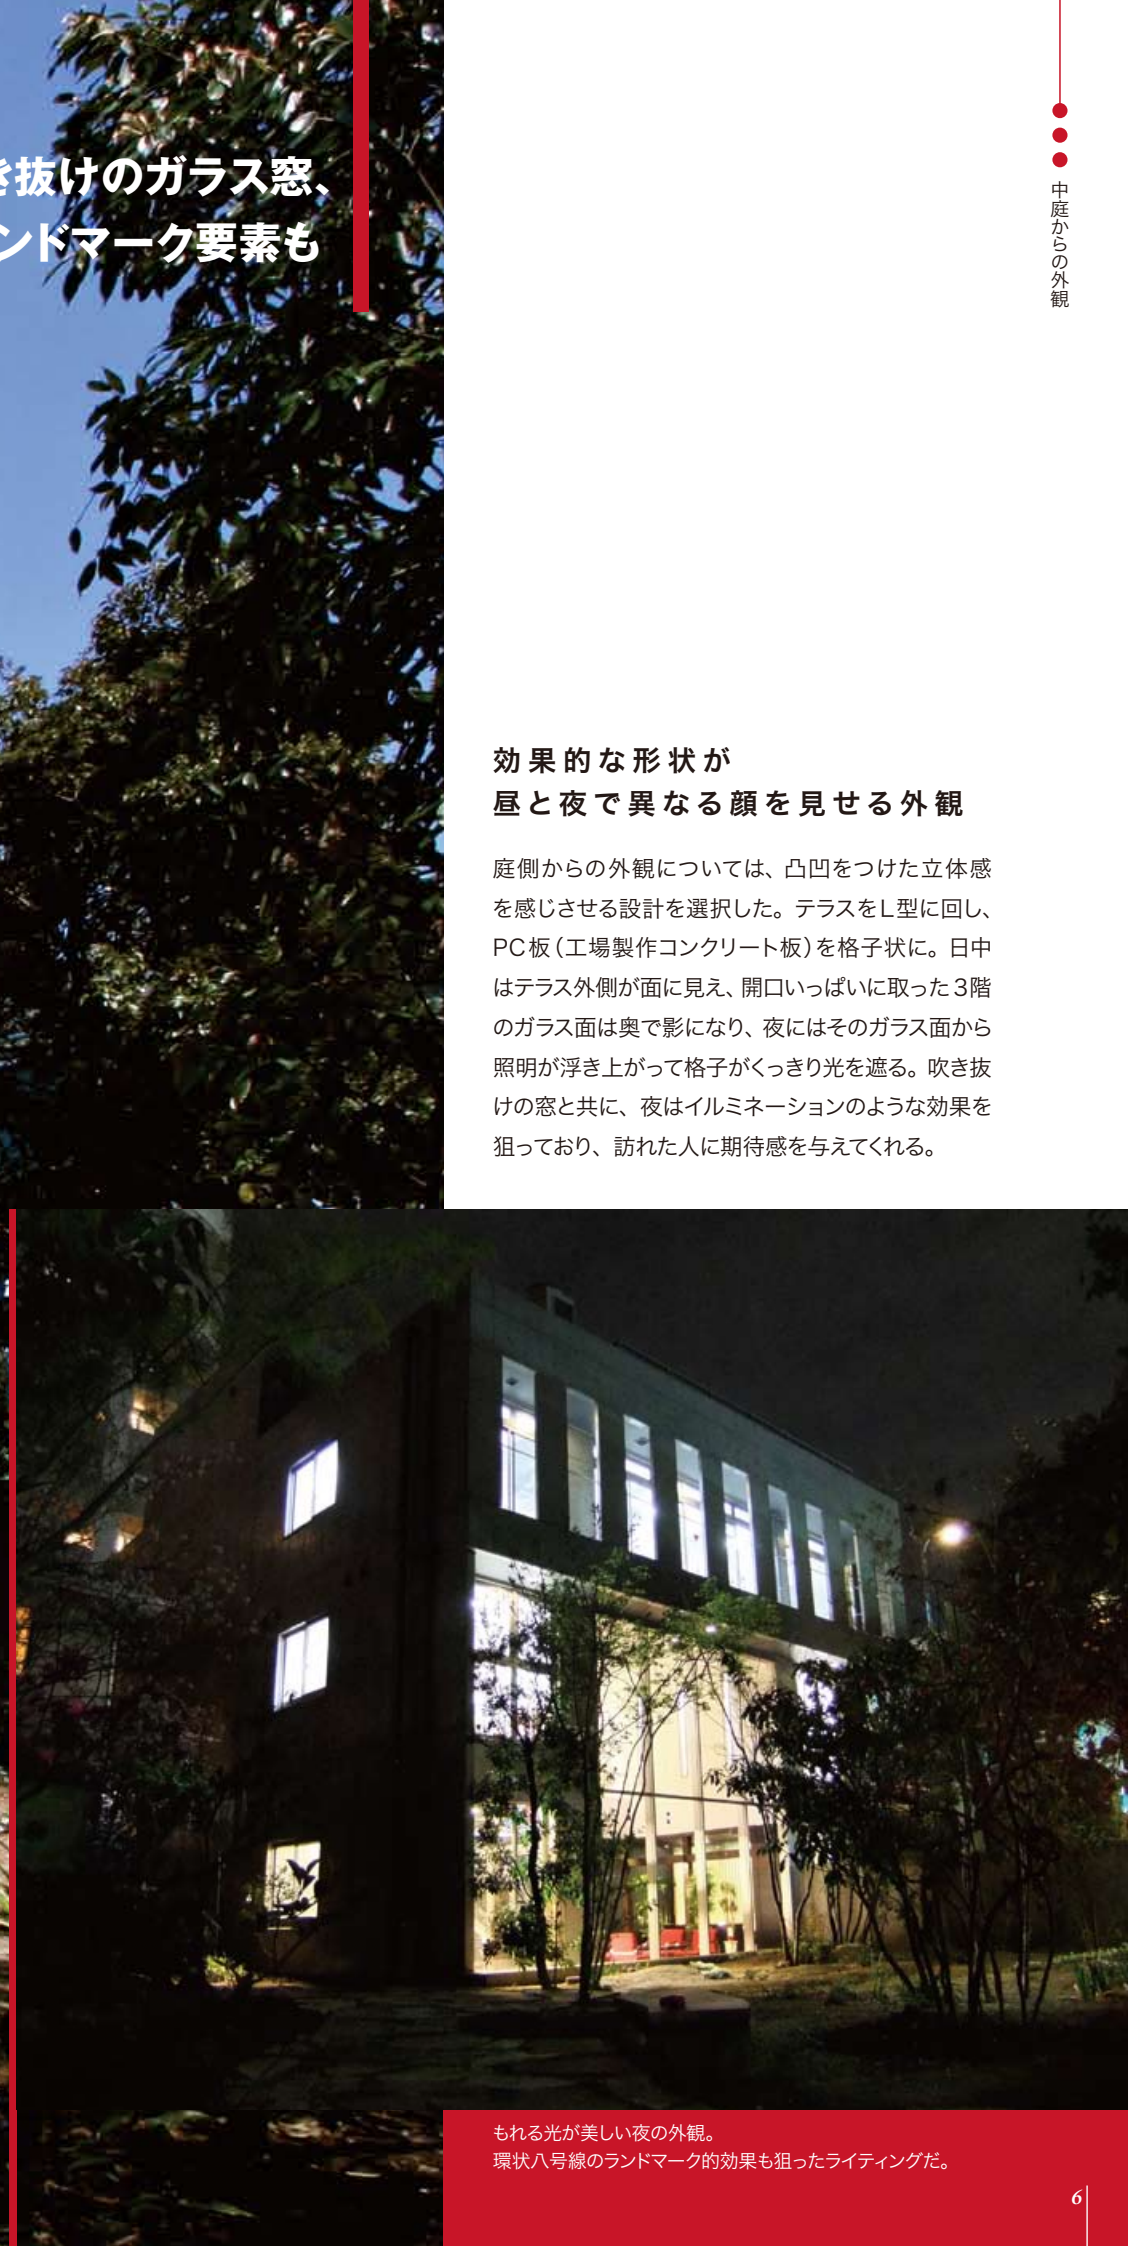 き抜けのガラス窓、
ンドマーク要素も
中庭からの外観
効果的な形状が
昼と夜で異なる顔を見せる外観
庭側からの外観については、凸凹をつけた立体感
を感じさせる設計を選択した。テラスをL型に回し、
PC板(工場製作コンクリート板)を格子状に。日中
はテラス外側が面に見え、開口いっぱいに取った3階
のガラス面は奥で影になり、夜にはそのガラス面から
照明が浮き上がって格子がくっきり光を遮る。吹き抜
けの窓と共に、夜はイルミネーションのような効果を
狙っており、訪れた人に期待感を与えてくれる。
もれる光が美しい夜の外観。
環状八号線のランドマーク的効果も狙ったライティングだ。
6